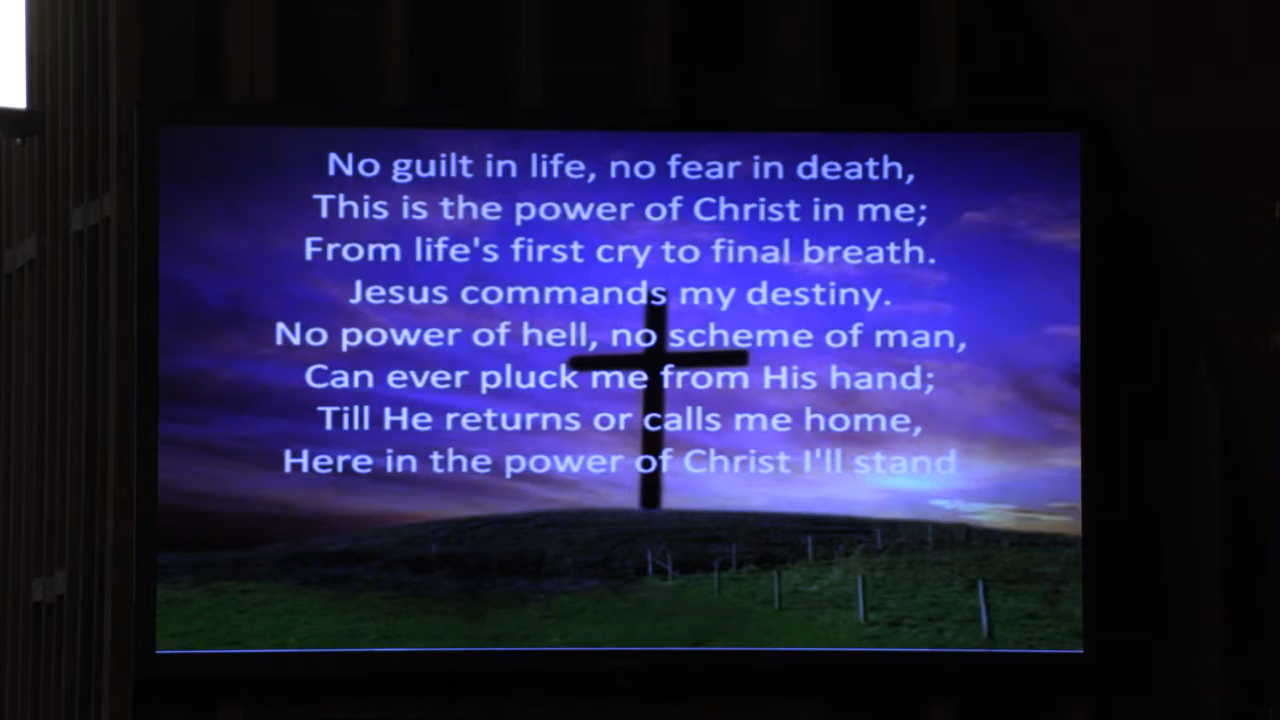 No guilt in life, no fear in death,
This is the power of Christ in me;
From life's first cry to final breath.
Jesus commands my destiny.
No power of hell, no scheme of man,
Can ever pluck me from His hand;
Till He returns or calls me home,
Here in the power of Christ I'll stand